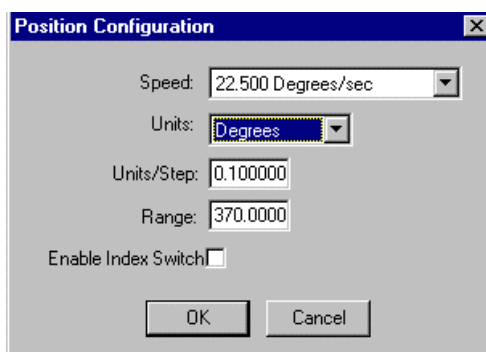 Position Configuration
Speed: 22.500 Degrees/sec
Units: Degrees
Units/Step: 0.100000
Range: 370.0000
Enable Index Switch
OK Cancel